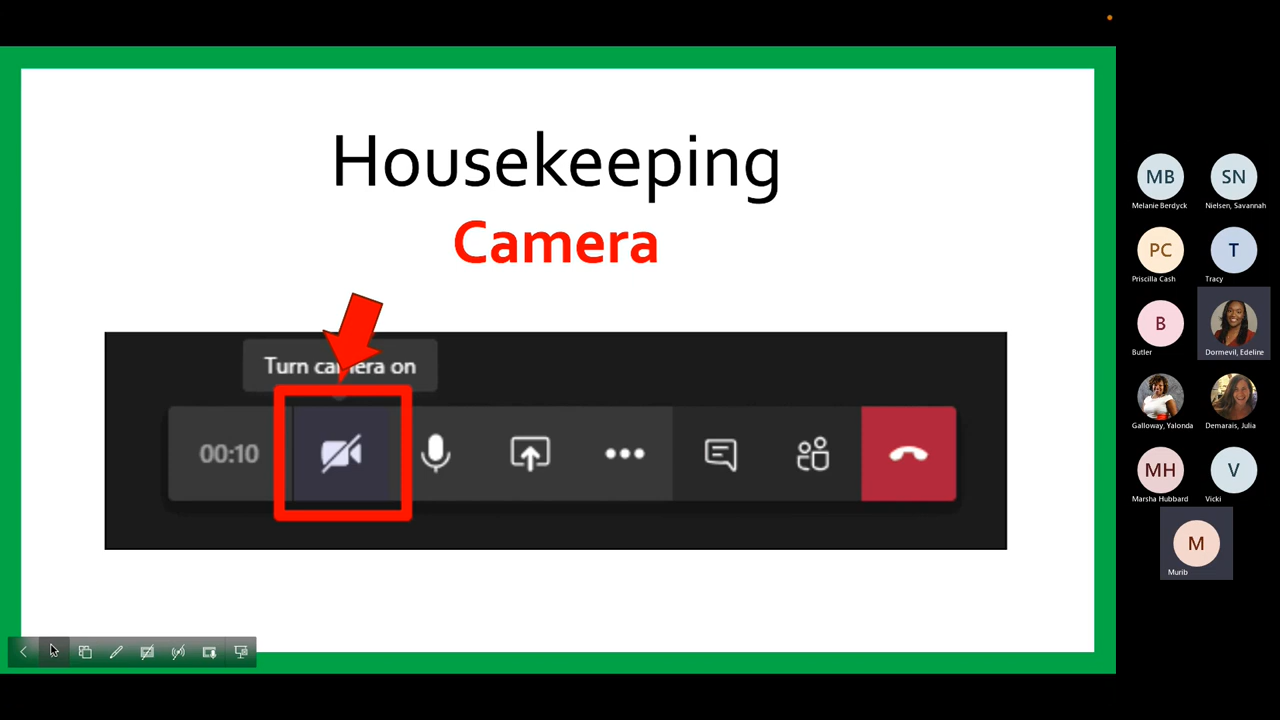 Housekeeping
Camera
Turn camera on
00:10
MB
Melanie Berdyck
SN
Nielsen, Savannah
PC
Priscilla Cash
T
Tracy
B
Butler
Dormevil, Edeline
Galloway, Yalonda
Demarais, Julia
MH
Marsha Hubbard
V
Vicki
M
Murib